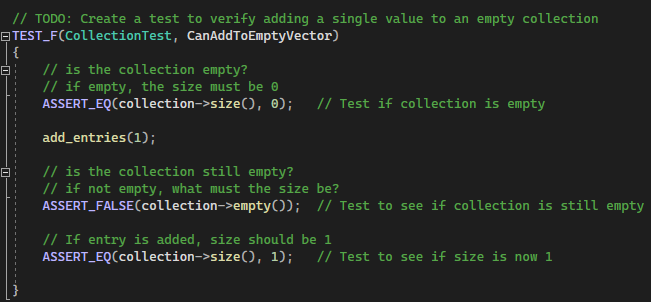 // TODO: Create a test to verify adding a single value to an empty collection
TEST_F(CollectionTest, CanAddToEmptyVector)
{
// is the collection empty?
// if empty, the size must be 0
ASSERT_EQ(collection->size(), 0);   // Test if collection is empty
add_entries(1);
// is the collection still empty?
// if not empty, what must the size be?
ASSERT_FALSE(collection->empty());  // Test to see if collection is still empty
// If entry is added, size should be 1
ASSERT_EQ(collection->size(), 1);   // Test to see if size is now 1
}